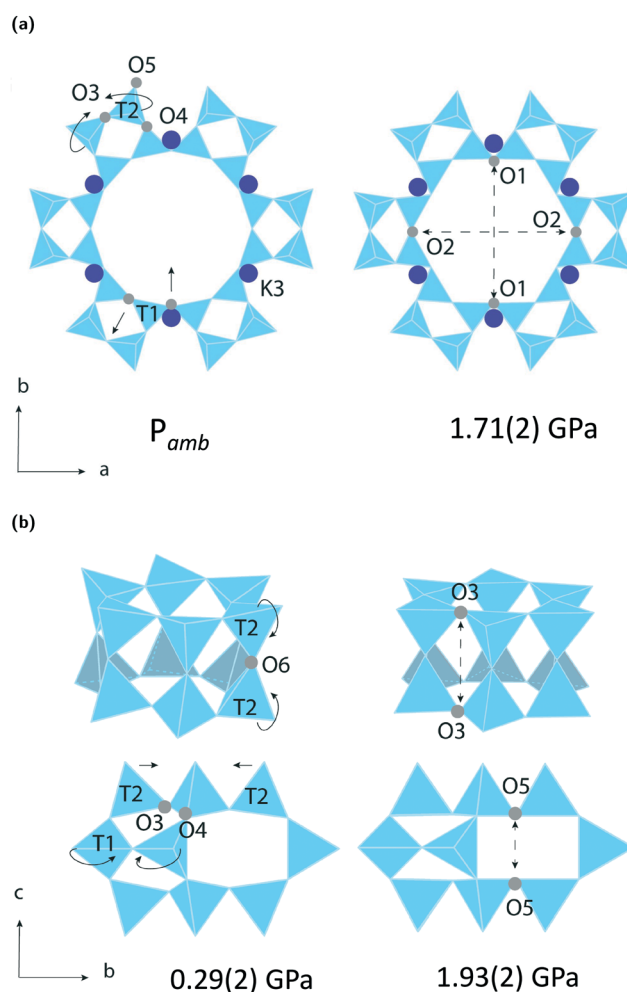 (a)
O5
O3
T2
O4
O1
O2
O2
K3
O1
T1
b
a
P amb
1.71(2) GPa
(b)
O3
T2
O6
T2
O3
O5
T2
T2
O3
O4
T1
O5
c
b
0.29(2) GPa
1.93(2) GPa